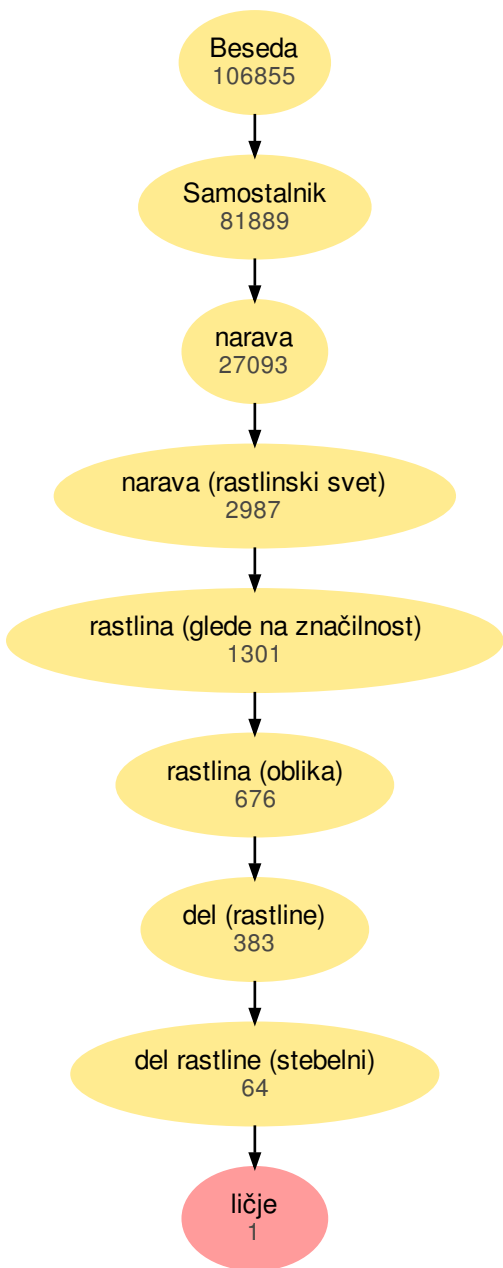 Beseda
106855
Samostalnik
81889
narava
27093
narava (rastlinski svet)
2987
rastlina (glede na značilnost)
1301
rastlina (oblika)
676
del (rastline)
383
del rastline (stebelni)
64
ličje
1